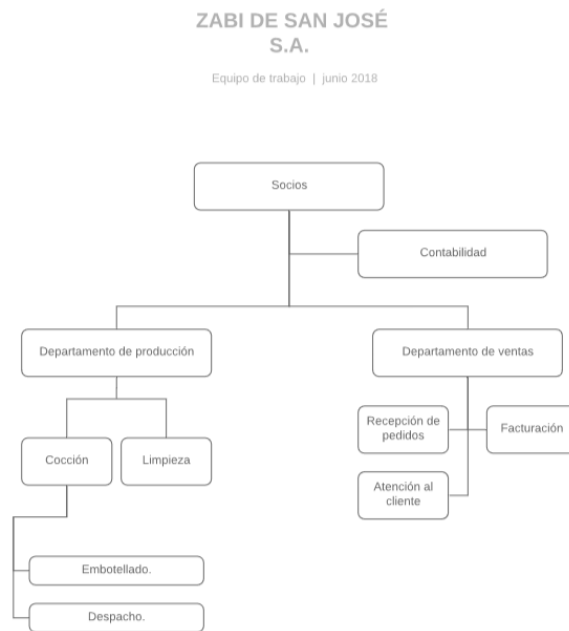 ZABI DE SAN JOSÉ
S.A.
Equipo de trabajo | junio 2018
Socios
Contabilidad
Departamento de producción
Departamento de ventas
Recepción de
pedidos
Facturación
Cocción
Limpieza
Atención al
cliente
Embotellado.
Despacho.